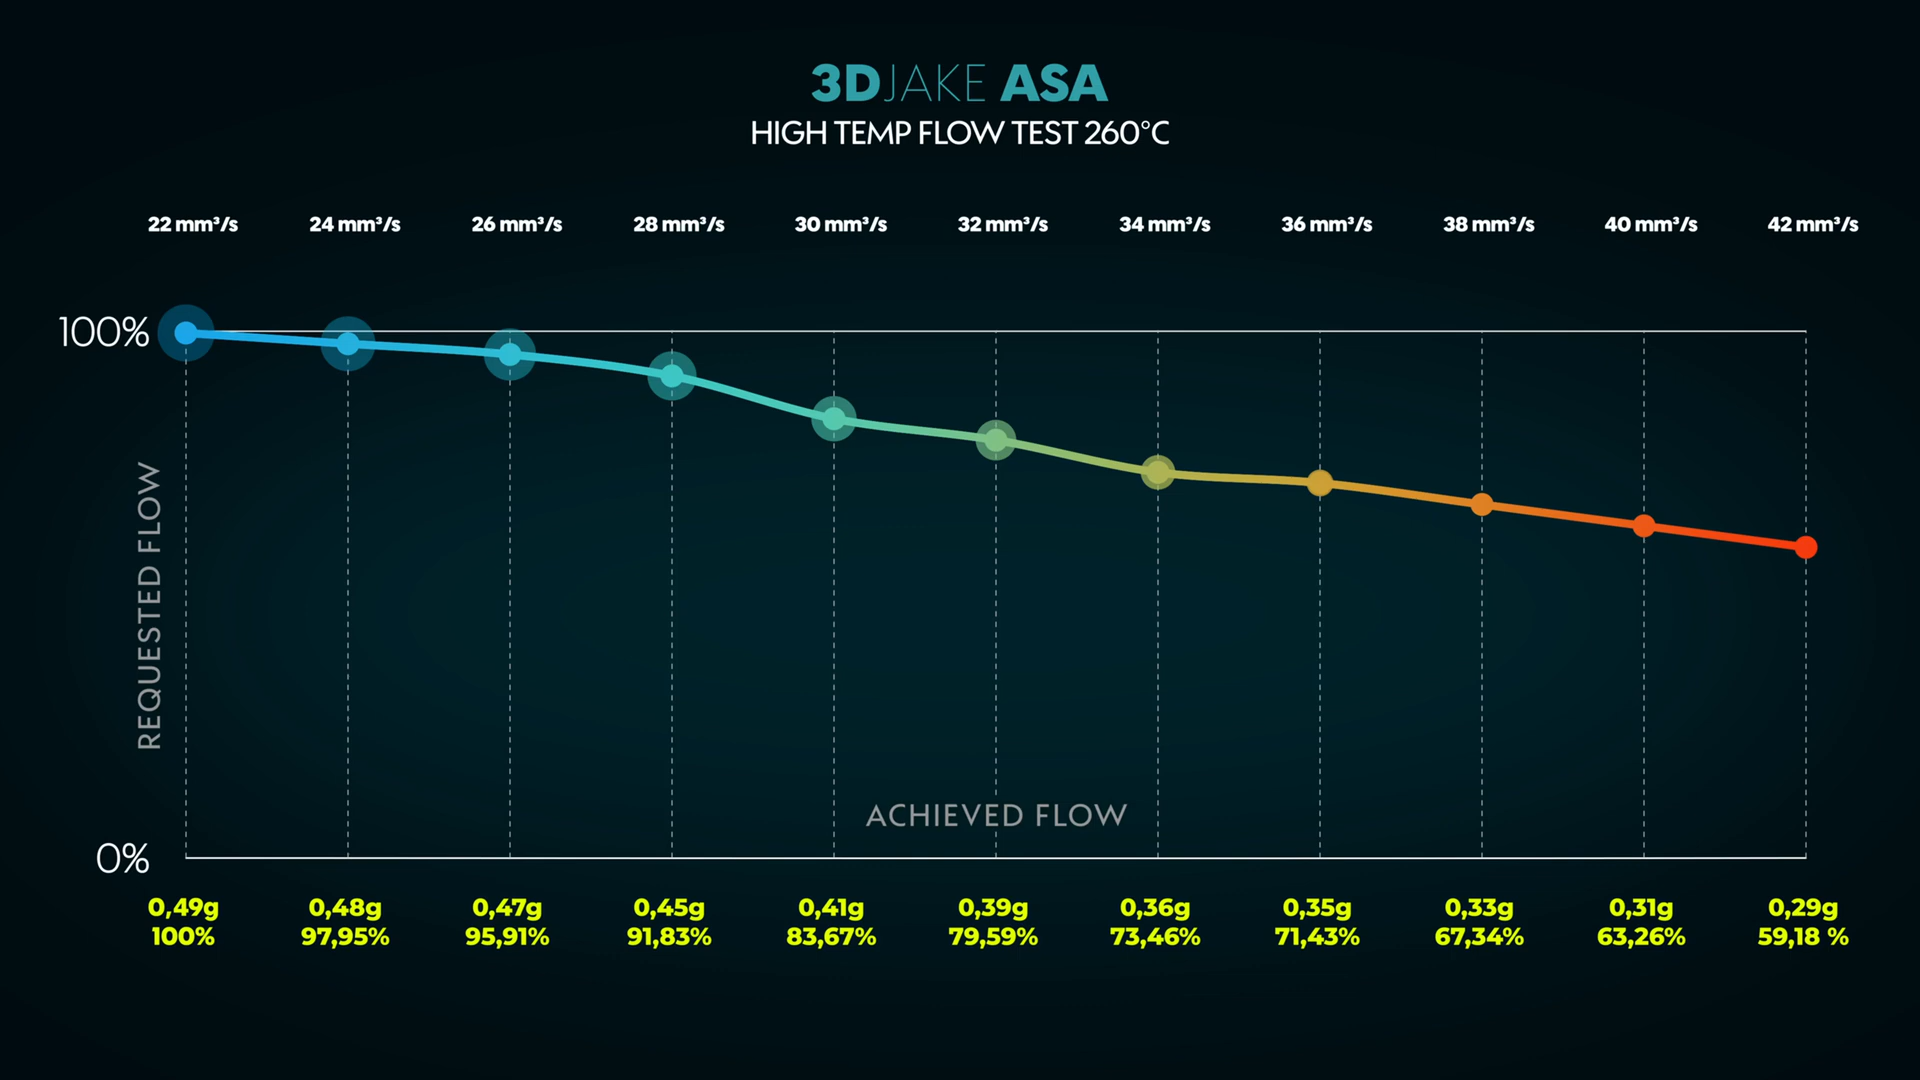 3DJAKE ASA
HIGH TEMP FLOW TEST 260°C
22 mm³/s 24 mm³/s 26 mm³/s 28 mm³/s 30 mm³/s 32 mm³/s 34 mm³/s 36 mm³/s 38 mm³/s 40 mm³/s 42 mm³/s
100%
REQUESTED FLOW
ACHIEVED FLOW
0%
0,49g 0,48g 0,47g 0,45g 0,41g 0,39g 0,36g 0,35g 0,33g 0,31g 0,29g
100% 97,95% 95,91% 91,83% 83,67% 79,59% 73,46% 71,43% 67,34% 63,26% 59,18 %